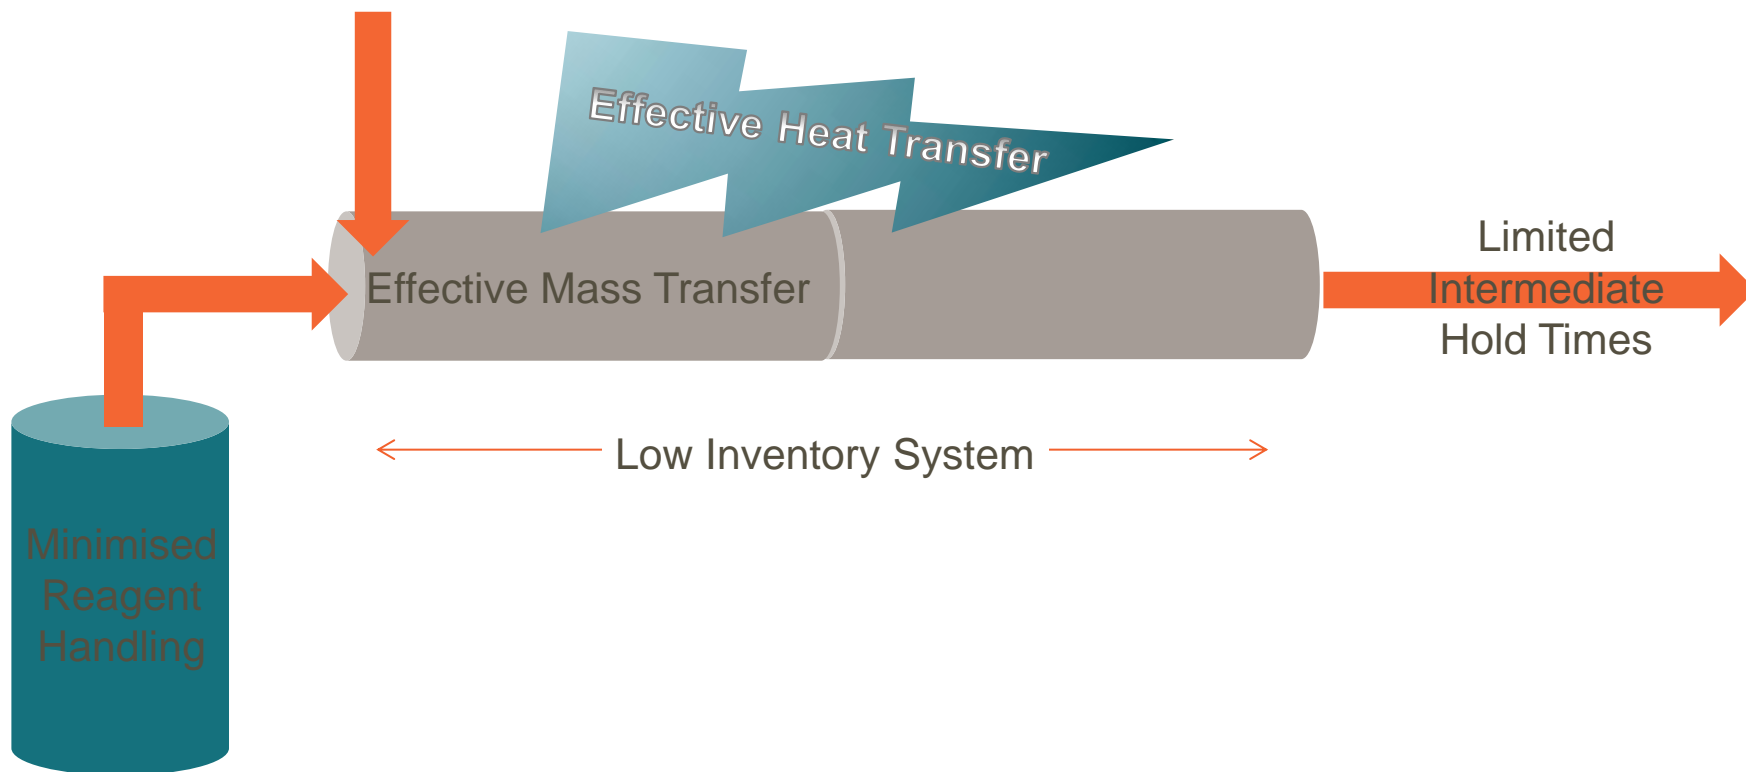 Effective Heat Transfer
Effective Mass Transfer
Limited
Intermediate
Hold Times
Low Inventory System
Minimised
Reagent
Handling